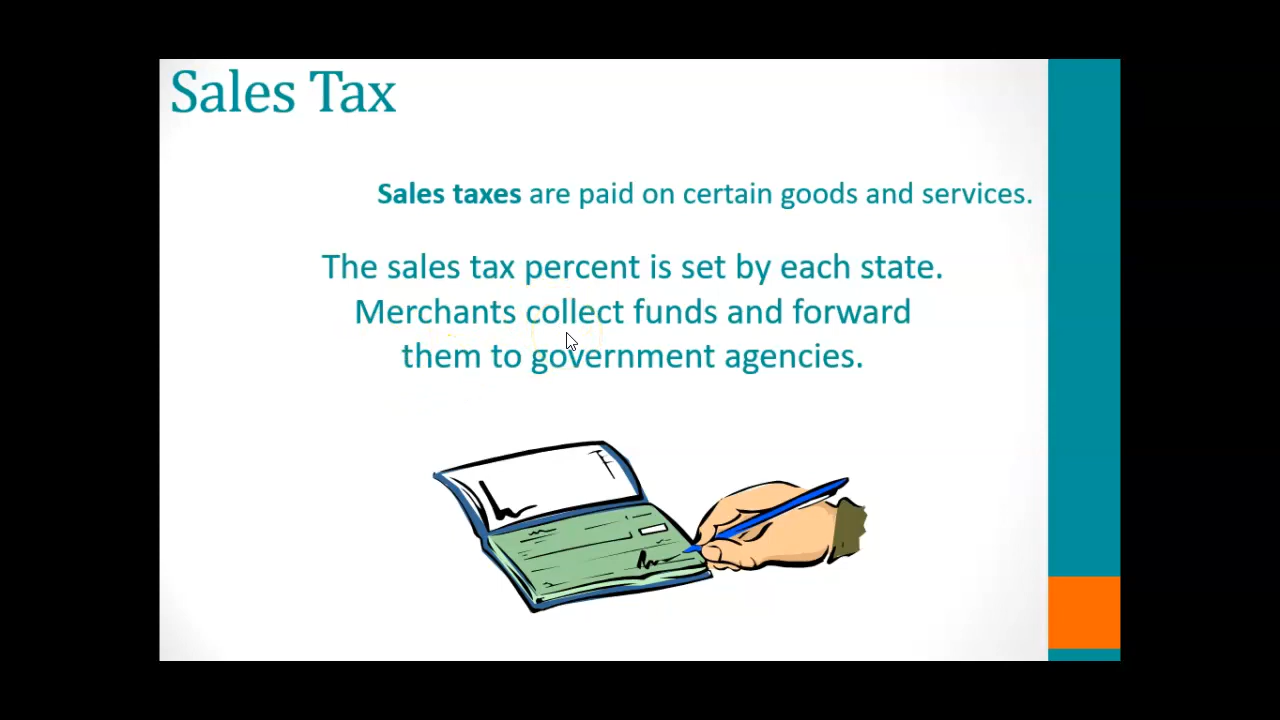 Sales Tax
Sales taxes are paid on certain goods and services.
The sales tax percent is set by each state.
Merchants collect funds and forward
them to government agencies.